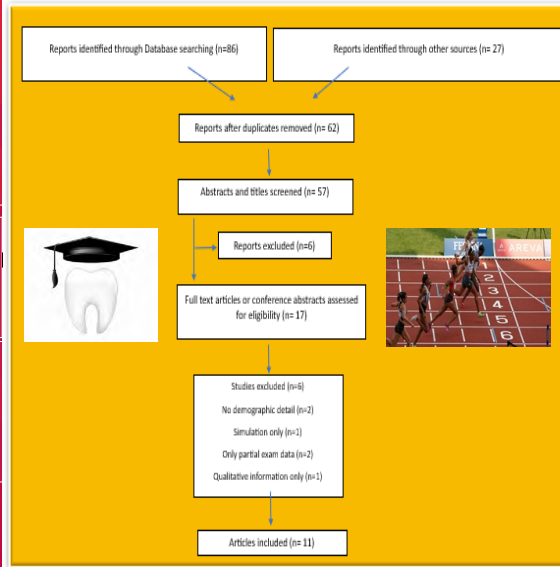 Reports identified through Database searching (n=86)
Reports identified through other sources (n= 27)
Reports after duplicates removed (n= 62)
Abstracts and titles screened (n= 57)
Reports excluded (n=6)
Full text articles or conference abstracts assessed
for eligibility (n= 17)
Studies excluded (n=6)
No demographic detail (n=2)
Simulation only (n=1)
Only partial exam data (n=2)
Qualitative information only (n=1)
Articles included (n= 11)
AREVA
1
2
3
4
5
6